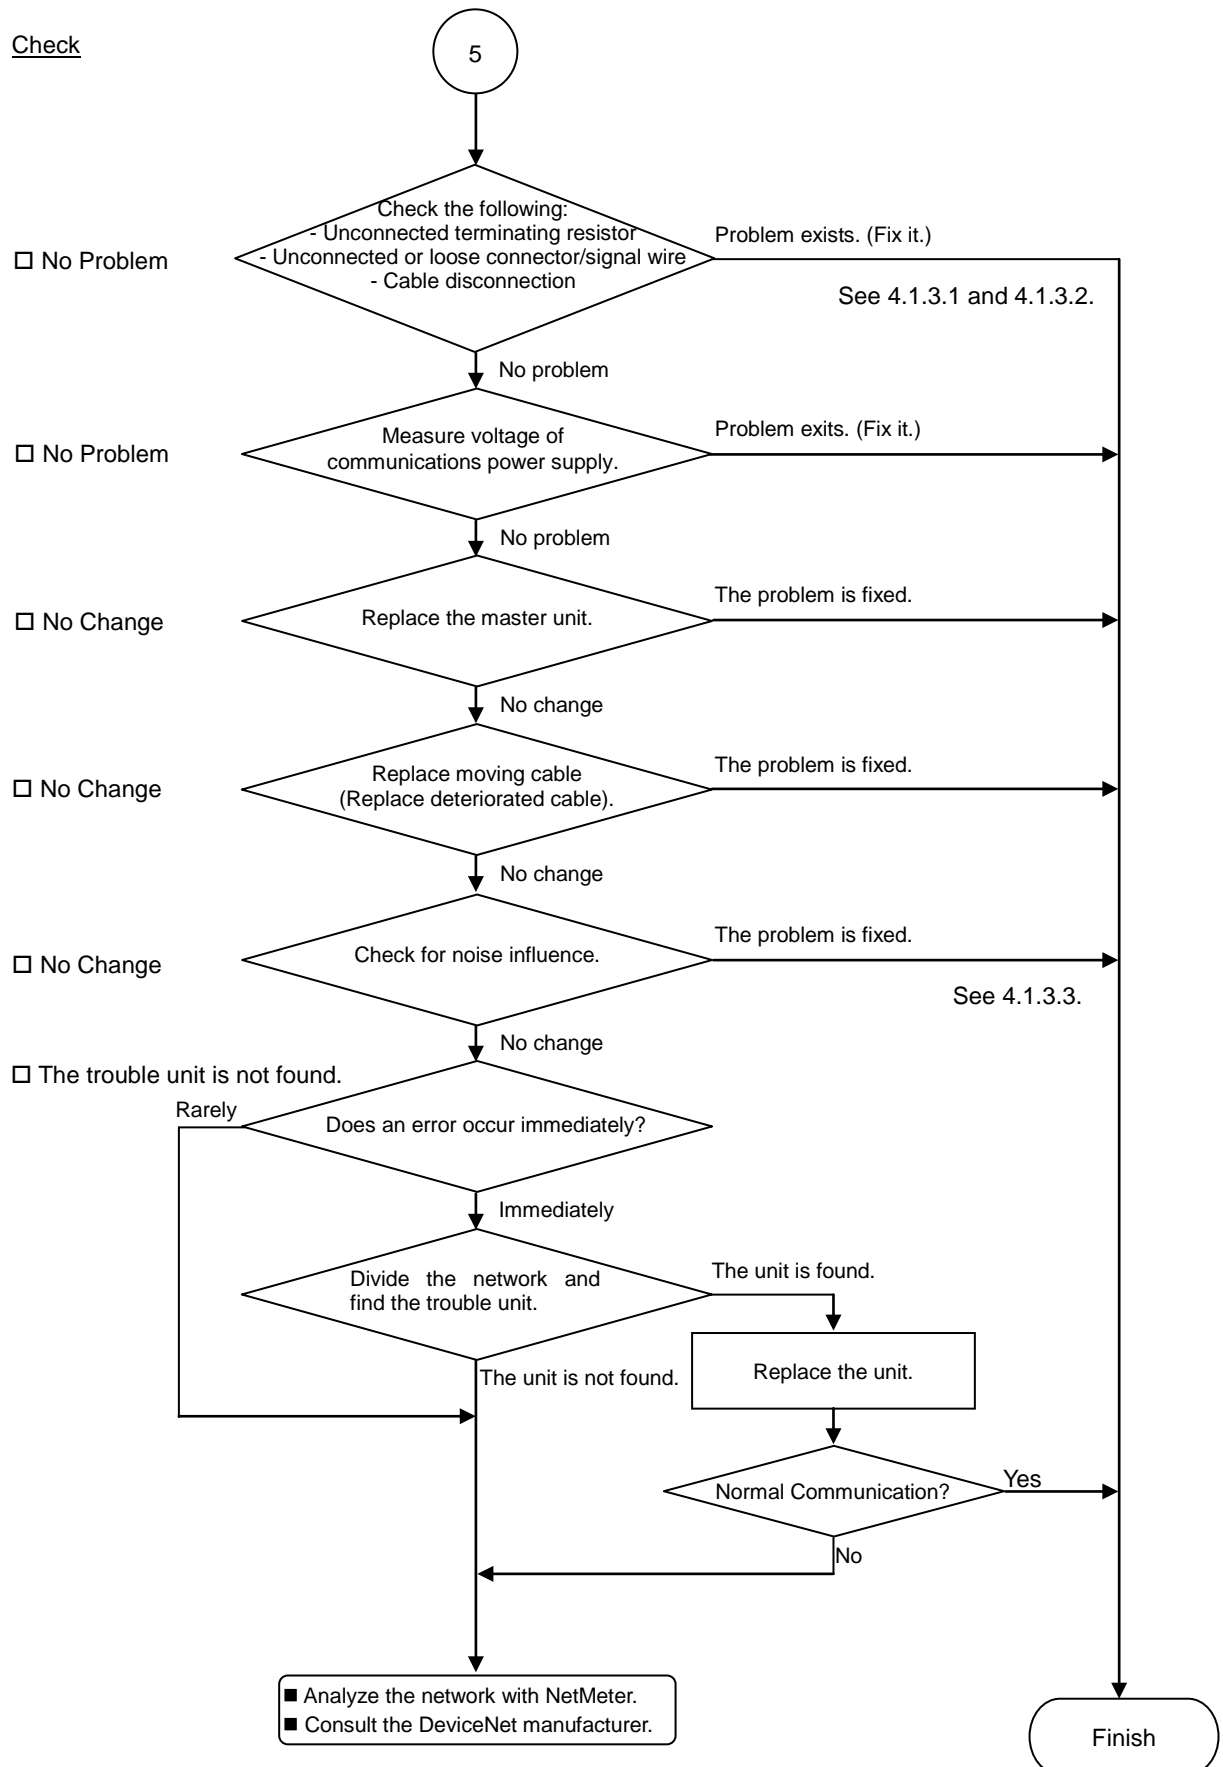 Check
5
Check the following:
- Unconnected terminating resistor
- Unconnected or loose connector/signal wire
- Cable disconnection
Problem exists. (Fix it.)
☐ No Problem
See 4.1.3.1 and 4.1.3.2.
No problem
Measure voltage of
communications power supply.
Problem exits. (Fix it.)
☐ No Problem
No problem
Replace the master unit.
The problem is fixed.
☐ No Change
No change
Replace moving cable
(Replace deteriorated cable).
The problem is fixed.
☐ No Change
No change
Check for noise influence.
The problem is fixed.
☐ No Change
See 4.1.3.3.
No change
☐ The trouble unit is not found.
Rarely
Does an error occur immediately?
Immediately
Divide the network and
find the trouble unit.
The unit is found.
The unit is not found.
Replace the unit.
Normal Communication?
Yes
No
■ Analyze the network with NetMeter.
■ Consult the DeviceNet manufacturer.
Finish